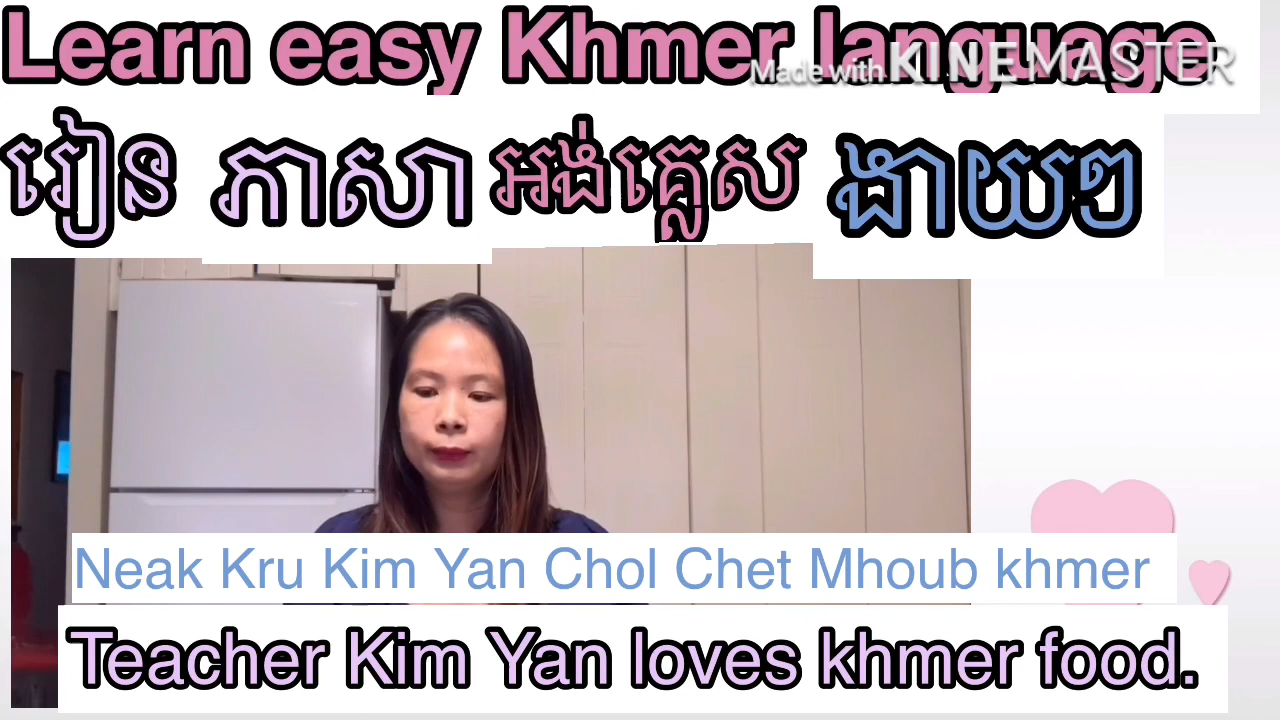 Learn easy Khmer language
Made with KINEMASTER
រៀន ភាសា អង់គ្លេស ងាយៗ
Neak Kru Kim Yan Chol Chet Mhoub khmer
Teacher Kim Yan loves khmer food.